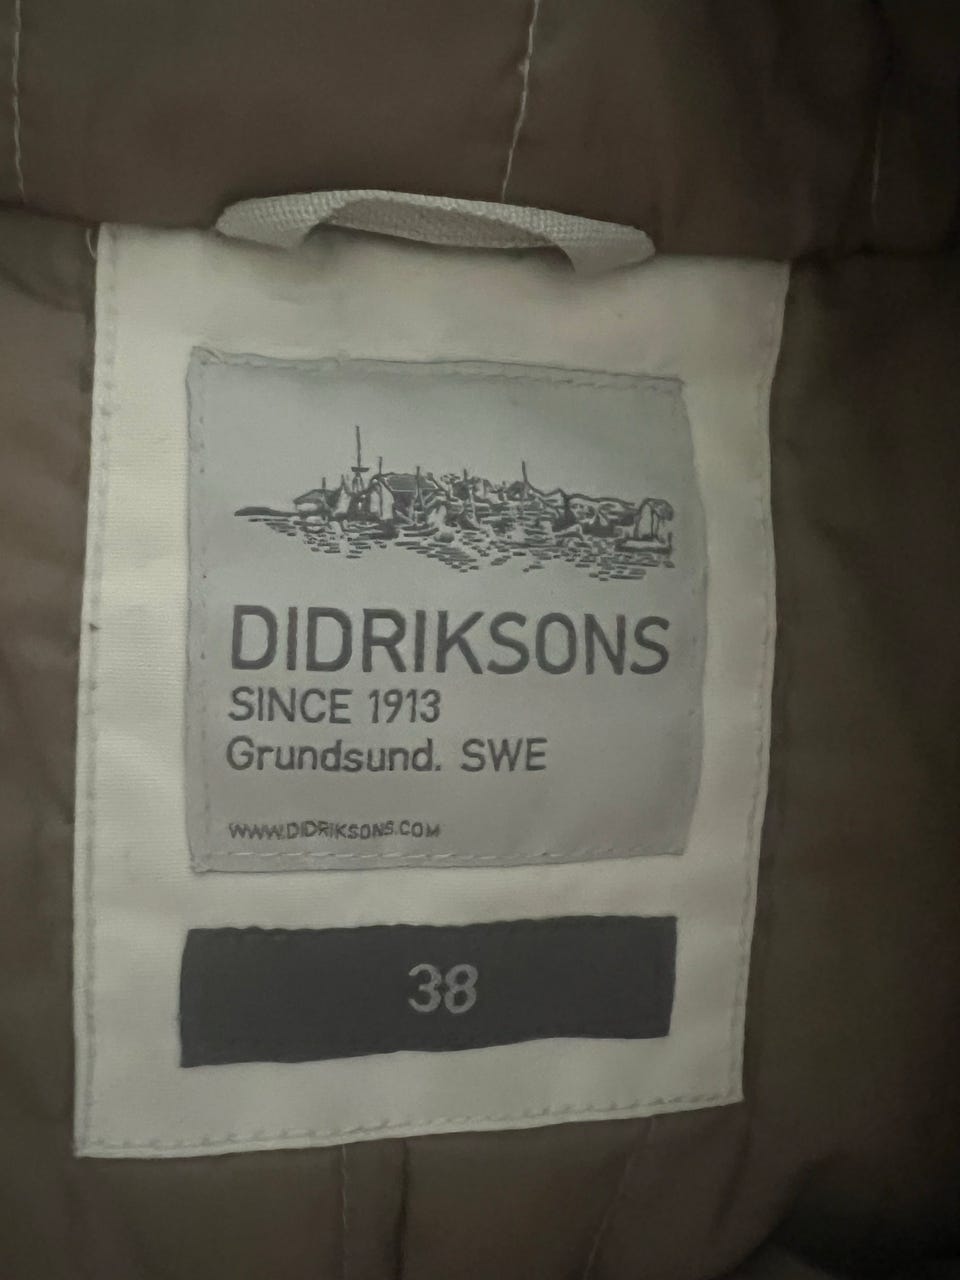 DIDRIKSONS
SINCE 1913
Grundsund. SWE
WWW.DIDRIKSONS.COM
38